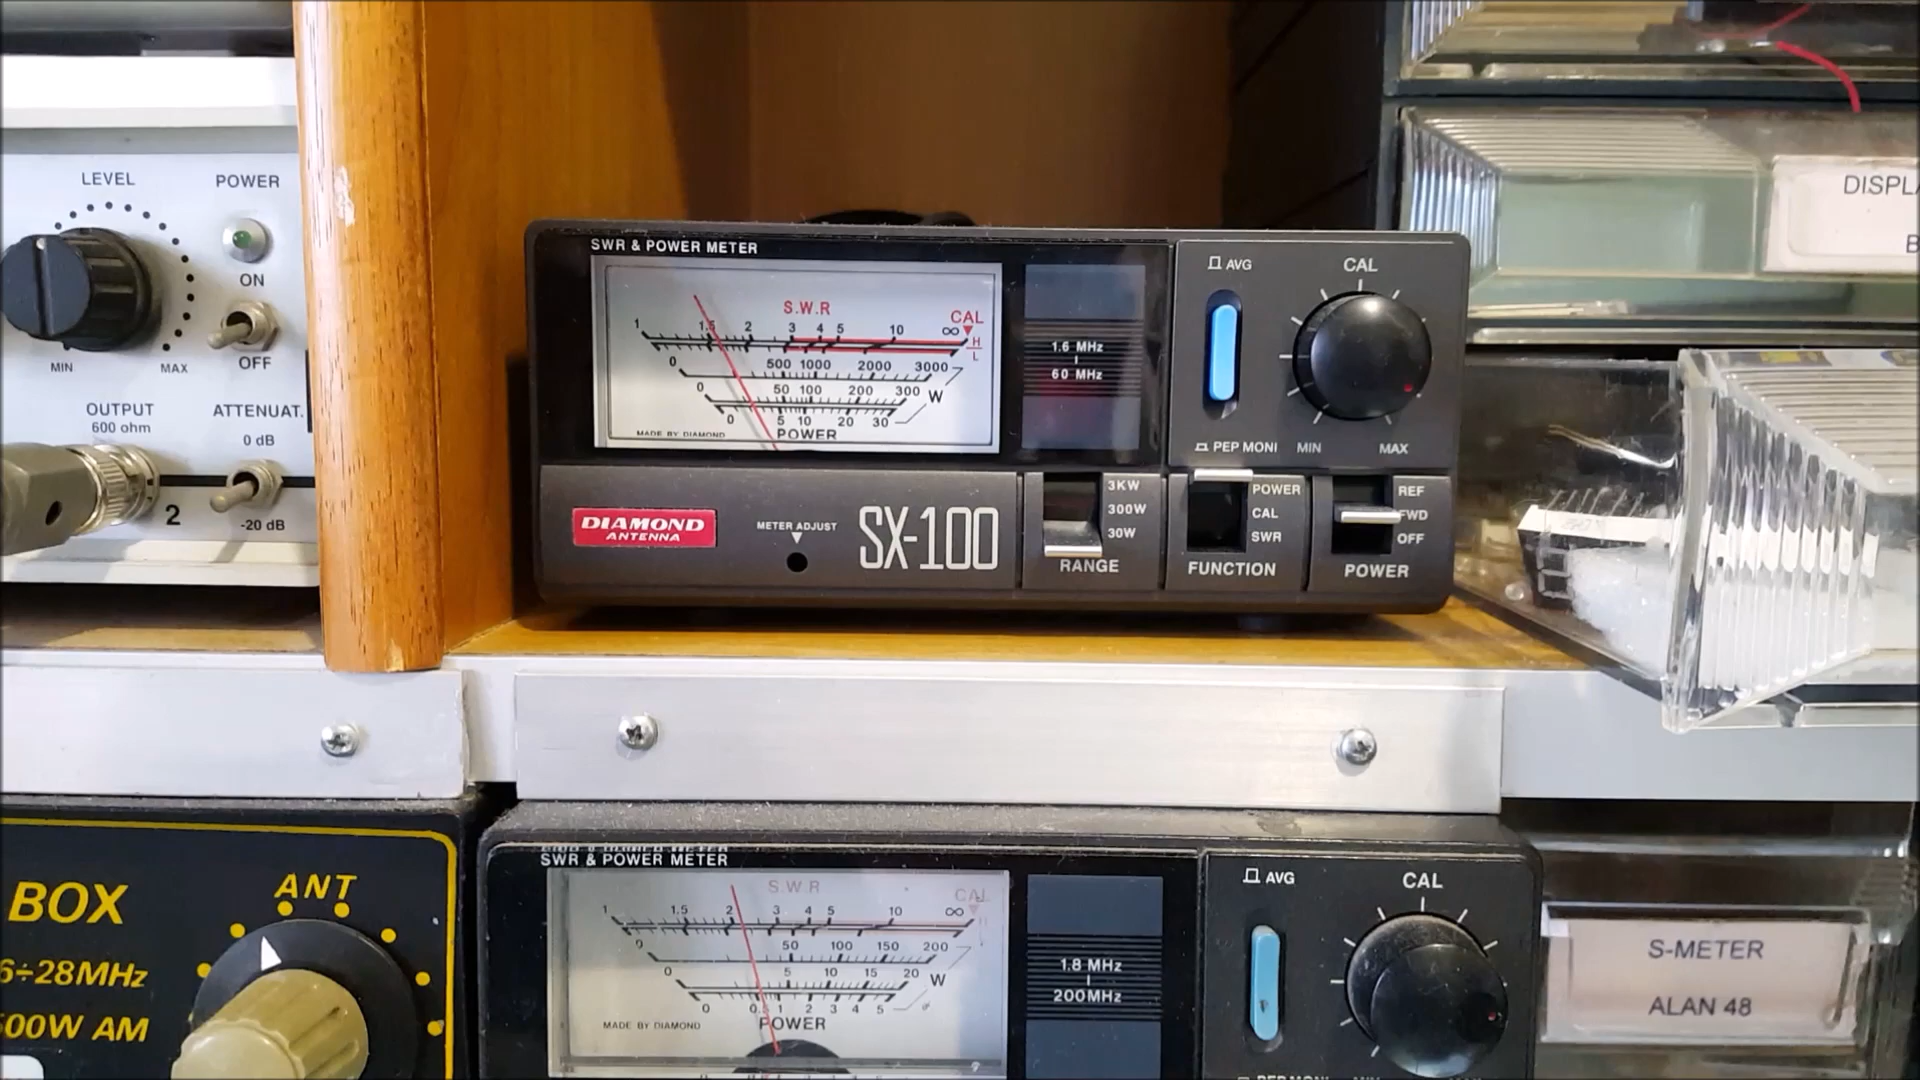 LEVEL
POWER
ON
OFF
MIN
MAX
OUTPUT
600 ohm
ATTENUAT.
0 dB
-20 dB
2
SWR & POWER METER
S.W.R
CAL
1 1.5 2 3 4 5 10 ∞
H
L
0 500 1000 2000 3000
0 50 100 200 300 W
0 5 10 20 30
MADE BY DIAMOND
POWER
1.6 MHz
60 MHz
AVG
CAL
PEP MONI
MIN
MAX
DIAMOND
ANTENNA
METER ADJUST
SX-100
3KW
300W
30W
RANGE
POWER
CAL
SWR
FUNCTION
REF
FWD
OFF
POWER
BOX
ANT
6÷28MHz
500W AM
SWR & POWER METER
S.W.R
CAL
1 1.5 2 3 4 5 10 ∞
0 50 100 150 200
0 5 10 15 20 W
0 0.5 1 2 3 4 5
MADE BY DIAMOND
POWER
1.8 MHz
200MHz
AVG
CAL
S-METER
ALAN 48